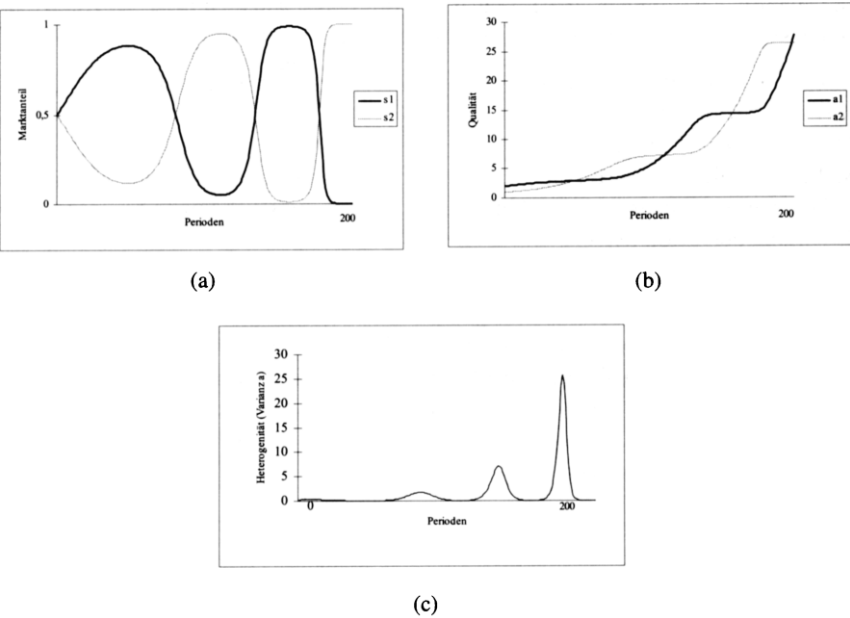 1
0,5
0
Marktanteil
Perioden
200
s1
s2
(a)
30
25
20
15
10
5
0
Qualität
Perioden
200
a1
a2
(b)
30
25
20
15
10
5
0
Heterogenität (Varianz a)
0
200
Perioden
(c)